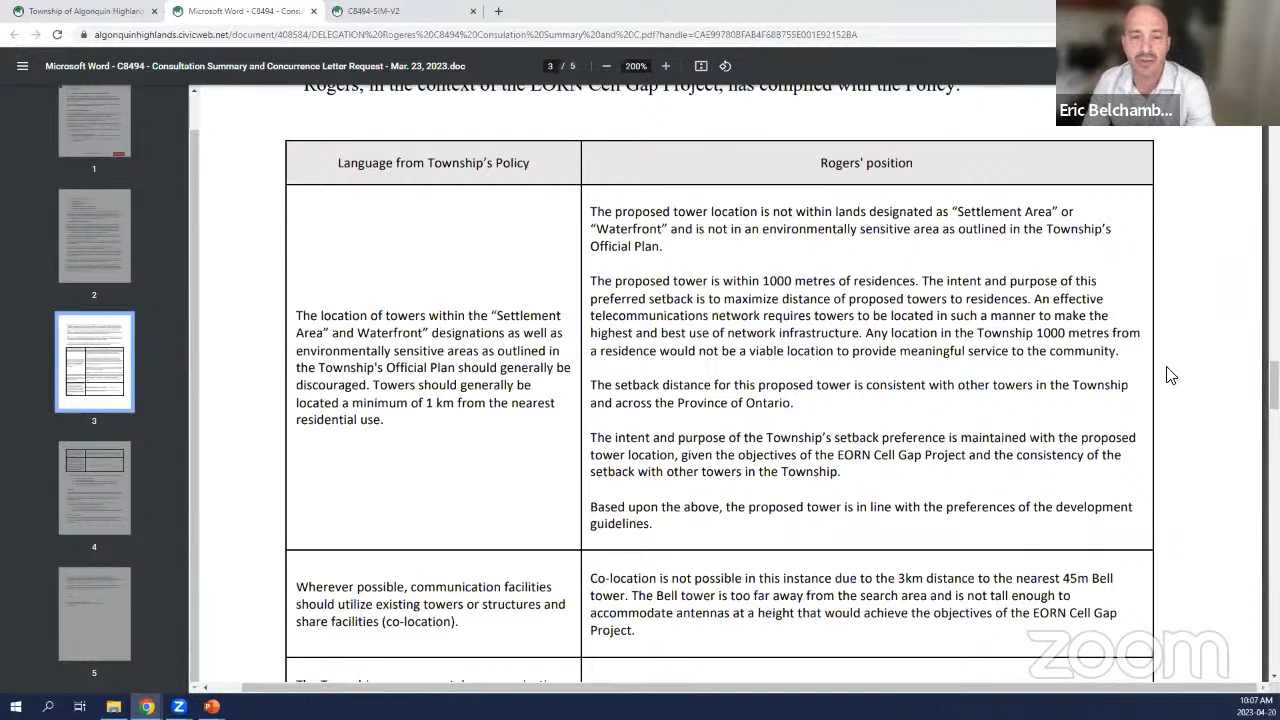 Township of Algonquin Highland
Microsoft Word - C8494 - Consu
C8494-SIM-V2
algonquinhighlands.civicweb.net/document/408584/DELEGATION%20Rogeres%20C8494%20Consulation%20Summary%20and%20C.pdf?handle=CAE99780BFAB4F68B755E001E92152BA
Microsoft Word - C8494 - Consultation Summary and Concurrence Letter Request - Mar. 23, 2023.doc
3 / 5
200%
Eric Belchamb...
Rogers, in the context of the EORN Cell Gap Project, has complied with the Policy.
Language from Township's Policy
Rogers' position
The location of towers within the "Settlement
Area" and Waterfront" designations as well as
environmentally sensitive areas as outlined in
the Township's Official Plan should generally be
discouraged. Towers should generally be
located a minimum of 1 km from the nearest
residential use.
The proposed tower location is not within lands designated as "Settlement Area" or
"Waterfront" and is not in an environmentally sensitive area as outlined in the Township's
Official Plan.
The proposed tower is within 1000 metres of residences. The intent and purpose of this
preferred setback is to maximize distance of proposed towers to residences. An effective
telecommunications network requires towers to be located in such a manner to make the
highest and best use of network infrastructure. Any location in the Township 1000 metres from
a residence would not be a viable location to provide meaningful service to the community.
The setback distance for this proposed tower is consistent with other towers in the Township
and across the Province of Ontario.
The intent and purpose of the Township's setback preference is maintained with the proposed
tower location, given the objectives of the EORN Cell Gap Project and the consistency of the
setback with other towers in the Township.
Based upon the above, the proposed tower is in line with the preferences of the development
guidelines.
Wherever possible, communication facilities
should utilize existing towers or structures and
share facilities (co-location).
Co-location is not possible in this instance due to the 3km distance to the nearest 45m Bell
tower. The Bell tower is too far away from the search area and is not tall enough to
accommodate antennas at a height that would achieve the objectives of the EORN Cell Gap
Project.
1
2
3
4
5
zoom
10:07 AM
2023-04-20